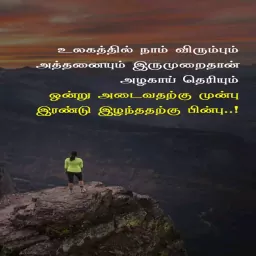 உலகத்தில் நாம் விரும்பும்
அத்தனையும் இருமுறைதான்
அழகாய் தெரியும்
ஒன்று அடைவதற்கு முன்பு
இரண்டு இழந்ததற்கு பின்பு..!